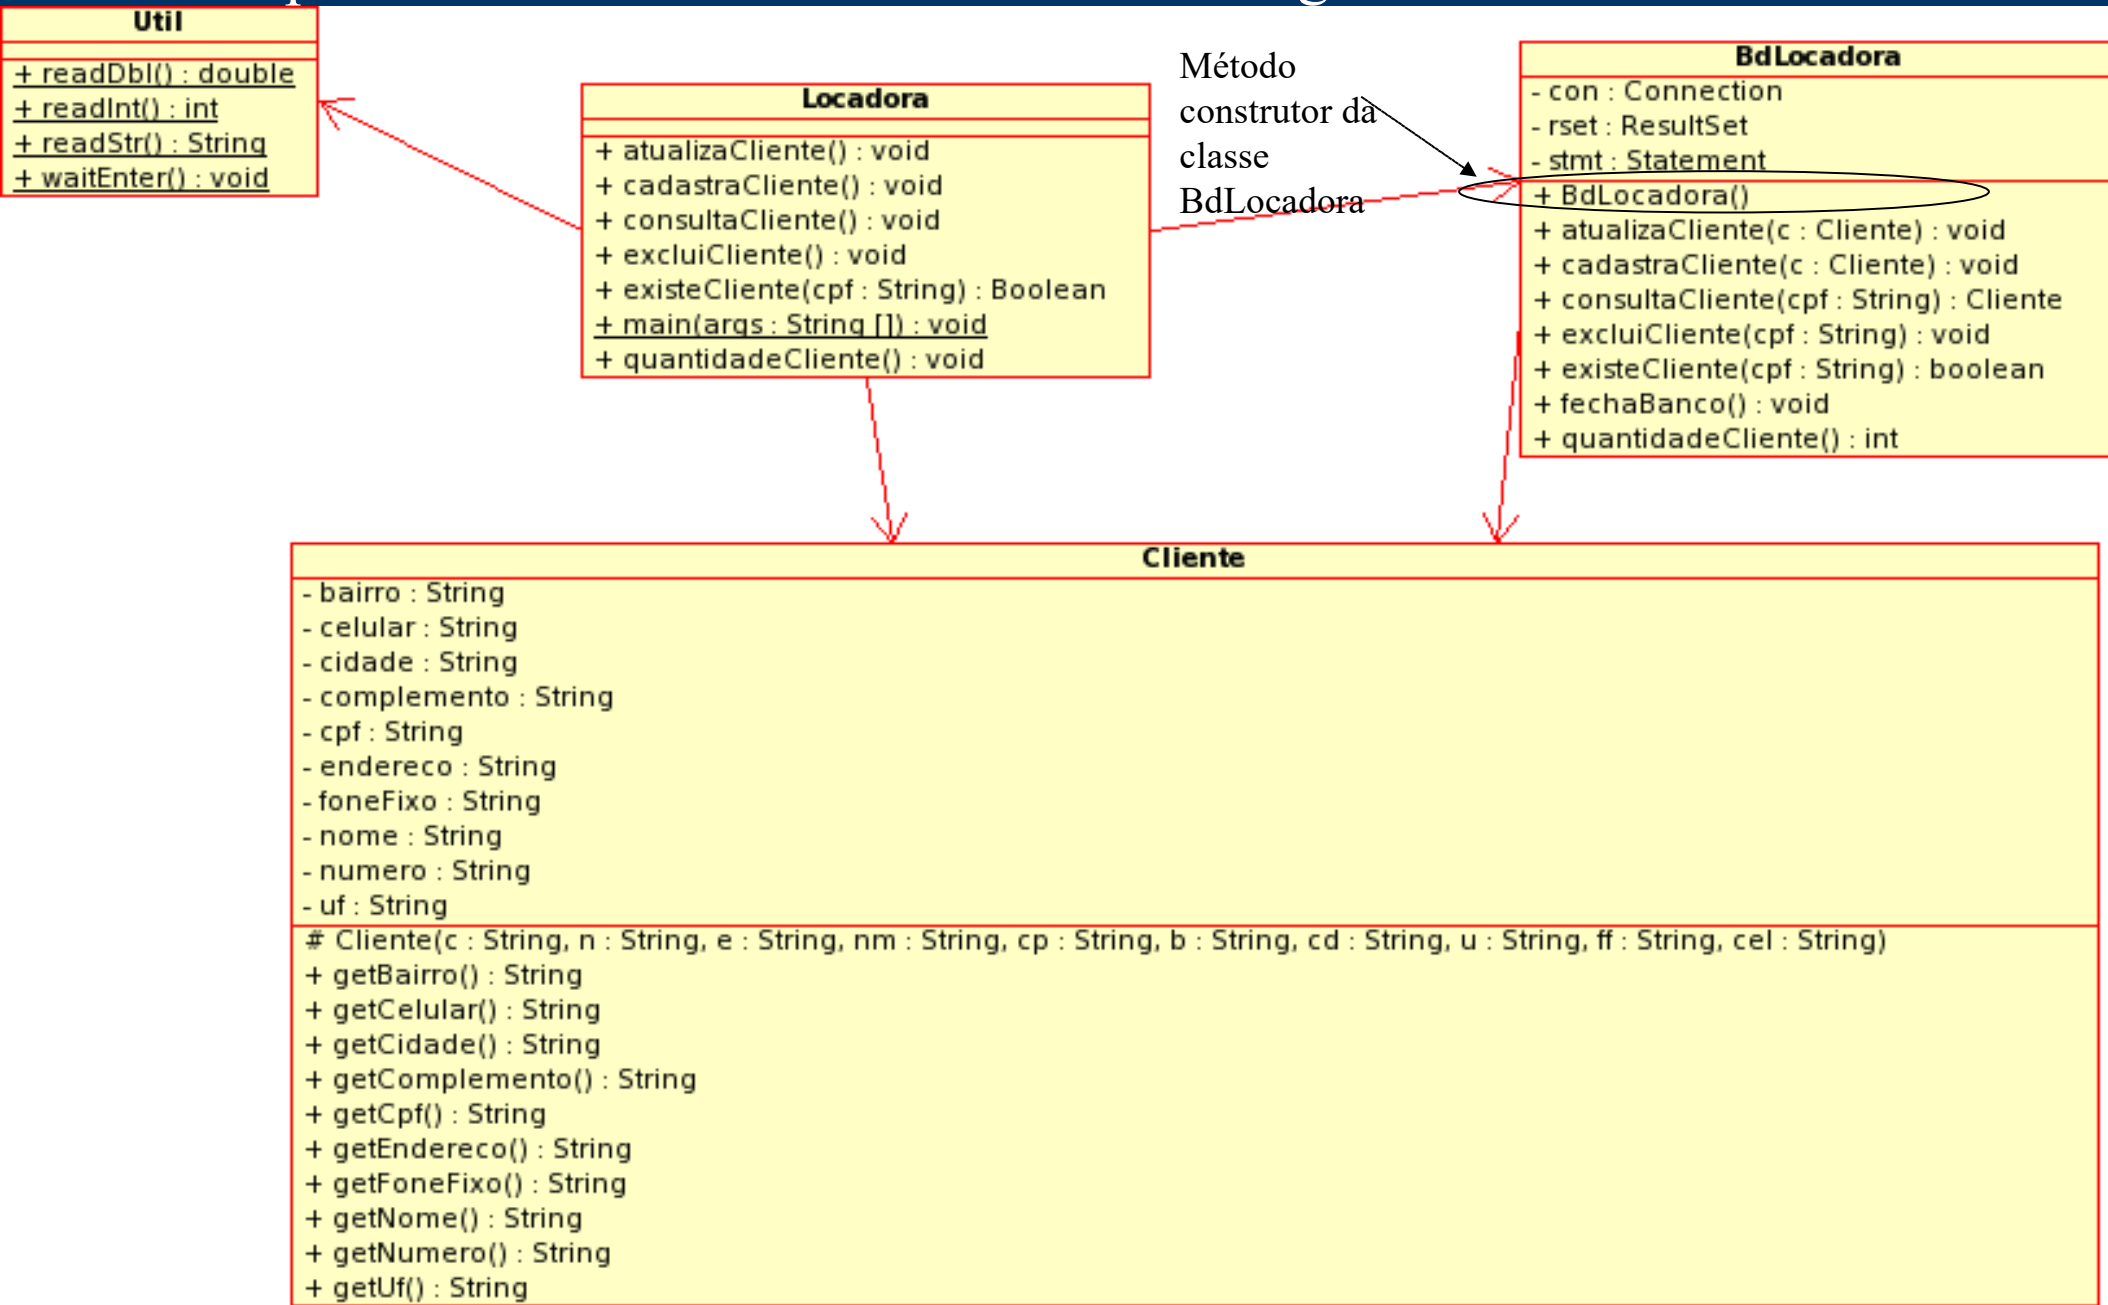 Util
+ readDbl() : double
+ readInt() : int
+ readStr() : String
+ waitEnter() : void
Locadora
+ atualizaCliente() : void
+ cadastraCliente() : void
+ consultaCliente() : void
+ excluiCliente() : void
+ existeCliente(cpf : String) : Boolean
+ main(args : String []) : void
+ quantidadeCliente() : void
Método
construtor da
classe
BdLocadora
BdLocadora
- con : Connection
- rset : ResultSet
- stmt : Statement
+ BdLocadora()
+ atualizaCliente(c : Cliente) : void
+ cadastraCliente(c : Cliente) : void
+ consultaCliente(cpf : String) : Cliente
+ excluiCliente(cpf : String) : void
+ existeCliente(cpf : String) : boolean
+ fechaBanco() : void
+ quantidadeCliente() : int
Cliente
- bairro : String
- celular : String
- cidade : String
- complemento : String
- cpf : String
- endereco : String
- foneFixo : String
- nome : String
- numero : String
- uf : String
# Cliente(c : String, n : String, e : String, nm : String, cp : String, b : String, cd : String, u : String, ff : String, cel : String)
+ getBairro() : String
+ getCelular() : String
+ getCidade() : String
+ getComplemento() : String
+ getCpf() : String
+ getEndereco() : String
+ getFoneFixo() : String
+ getNome() : String
+ getNumero() : String
+ getUf() : String